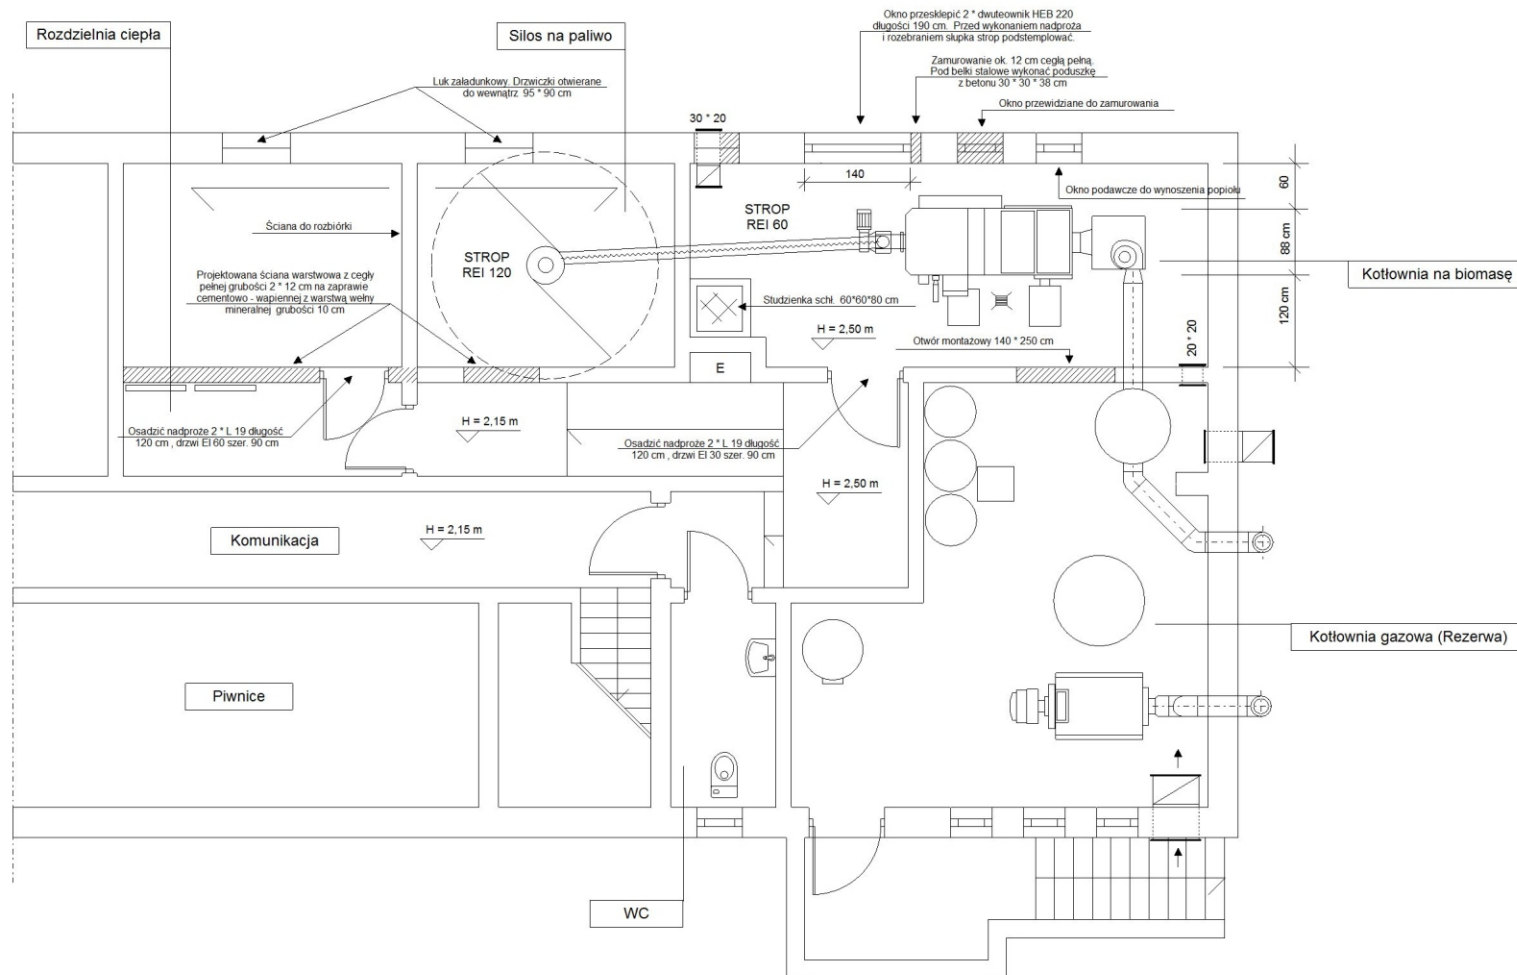 Rozdzielnia ciepła
Silos na paliwo
Okno przesklepić 2 * dwuteownik HEB 220
długości 190 cm. Przed wykonaniem nadproża
i rozebraniem słupka strop podstemplować.
Luk załadunkowy. Drzwiczki otwierane
do wewnątrz 95 * 90 cm
Zamurowanie ok. 12 cm cegłą pełną.
Pod belki stalowe wykonać poduszkę
z betonu 30 * 30 * 38 cm
Okno przewidziane do zamurowania
30 * 20
140
60
Okno podawcze do wynoszenia popiołu
STROP
REI 60
Ściana do rozbiórki
STROP
REI 120
88 cm
Kotłownia na biomasę
Projektowana ściana warstwowa z cegły
pełnej grubości 2 * 12 cm na zaprawie
cementowo - wapiennej z warstwą wełny
mineralnej grubości 10 cm
Studzienka schł. 60*60*80 cm
120 cm
H = 2,50 m
Otwór montażowy 140 * 250 cm
20 * 20
E
H = 2,15 m
Osadzić nadproże 2 * L 19 długość
120 cm , drzwi EI 60 szer. 90 cm
Osadzić nadproże 2 * L 19 długość
120 cm , drzwi EI 30 szer. 90 cm
H = 2,50 m
Komunikacja
H = 2,15 m
Kotłownia gazowa (Rezerwa)
Piwnice
WC